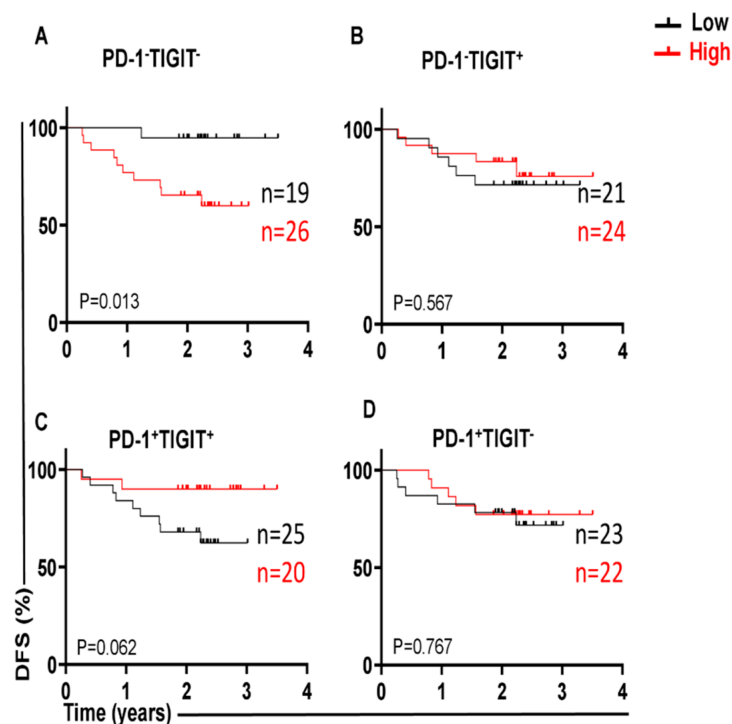 Low
High
A
PD-1⁻TIGIT⁻
100
50
0
n=19
n=26
P=0.013
0 1 2 3 4
B
PD-1⁻TIGIT⁺
100
50
0
n=21
n=24
P=0.567
0 1 2 3 4
C
PD-1⁺TIGIT⁺
100
50
0
n=25
n=20
P=0.062
0 1 2 3 4
D
PD-1⁺TIGIT⁻
100
50
0
n=23
n=22
P=0.767
0 1 2 3 4
DFS (%)
Time (years)